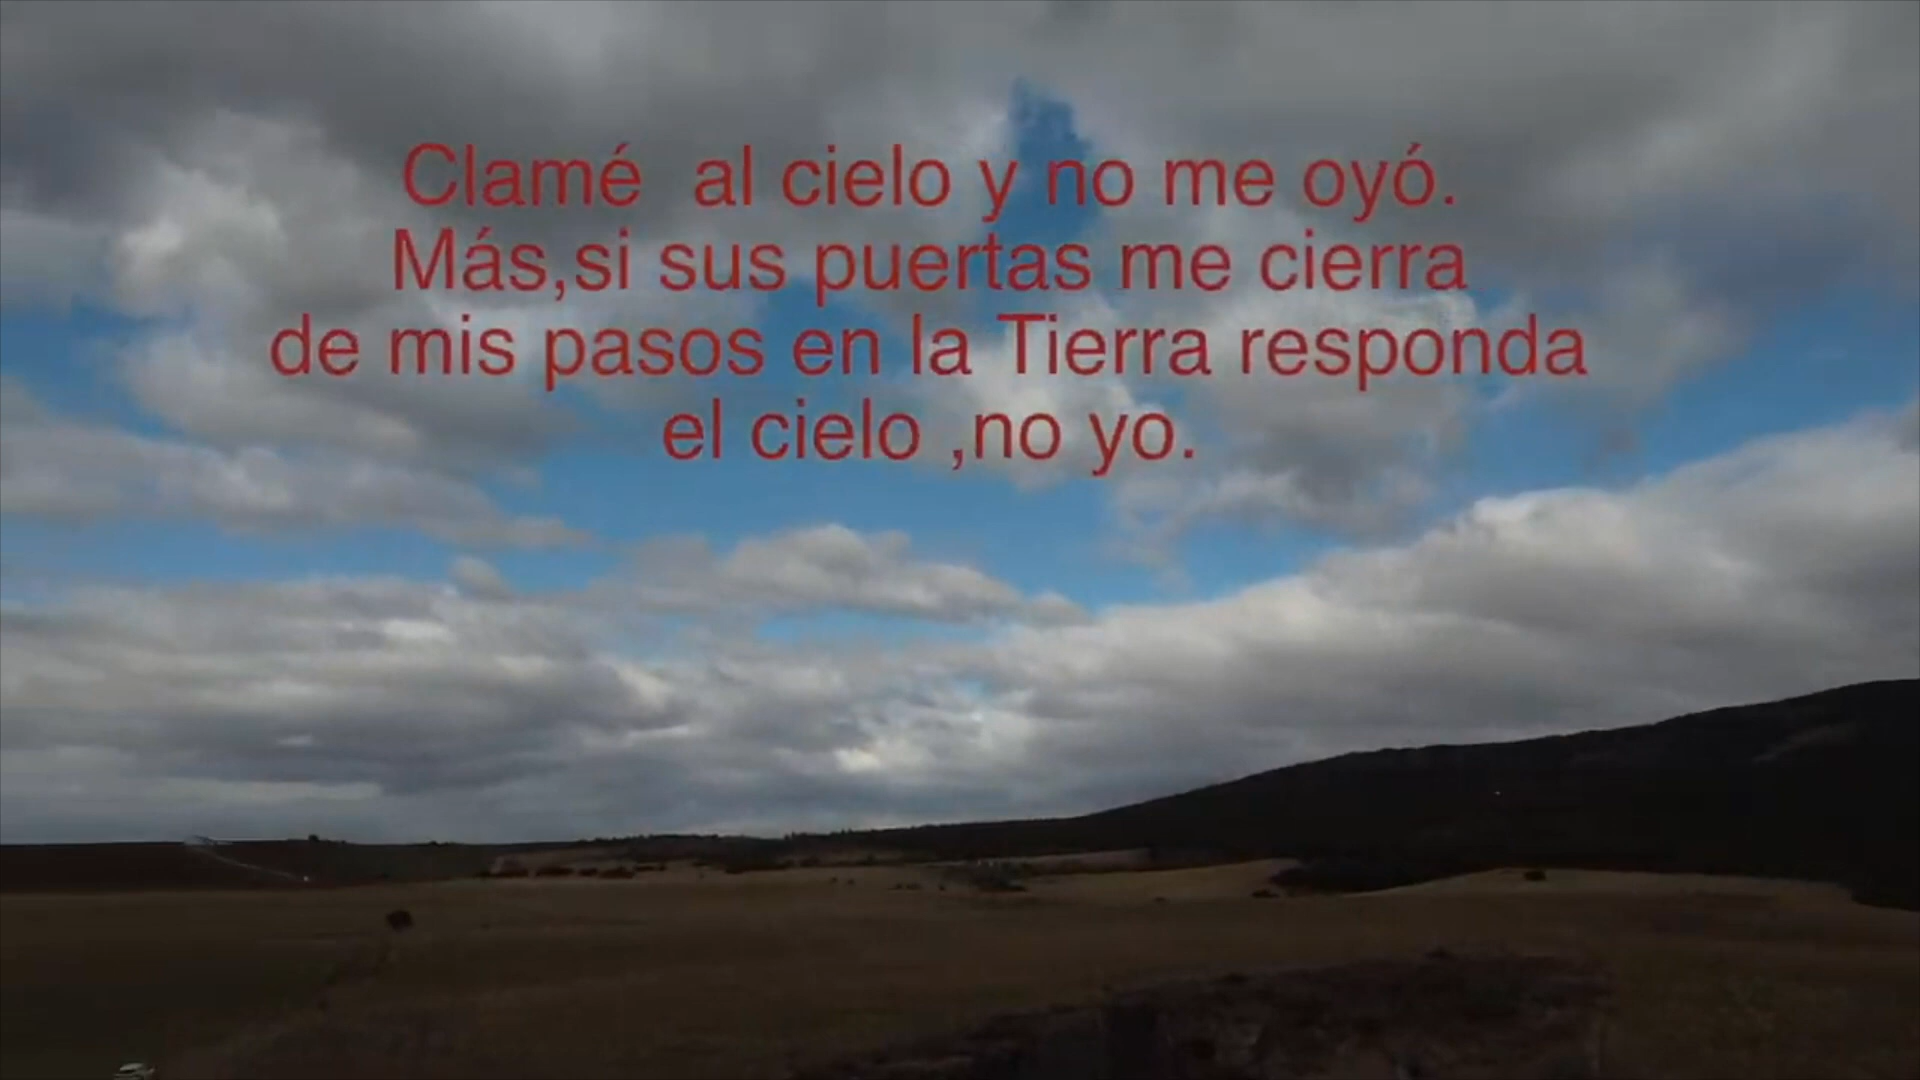 Clamé  al cielo y no me oyó.
Más,si sus puertas me cierra
de mis pasos en la Tierra responda
el cielo ,no yo.